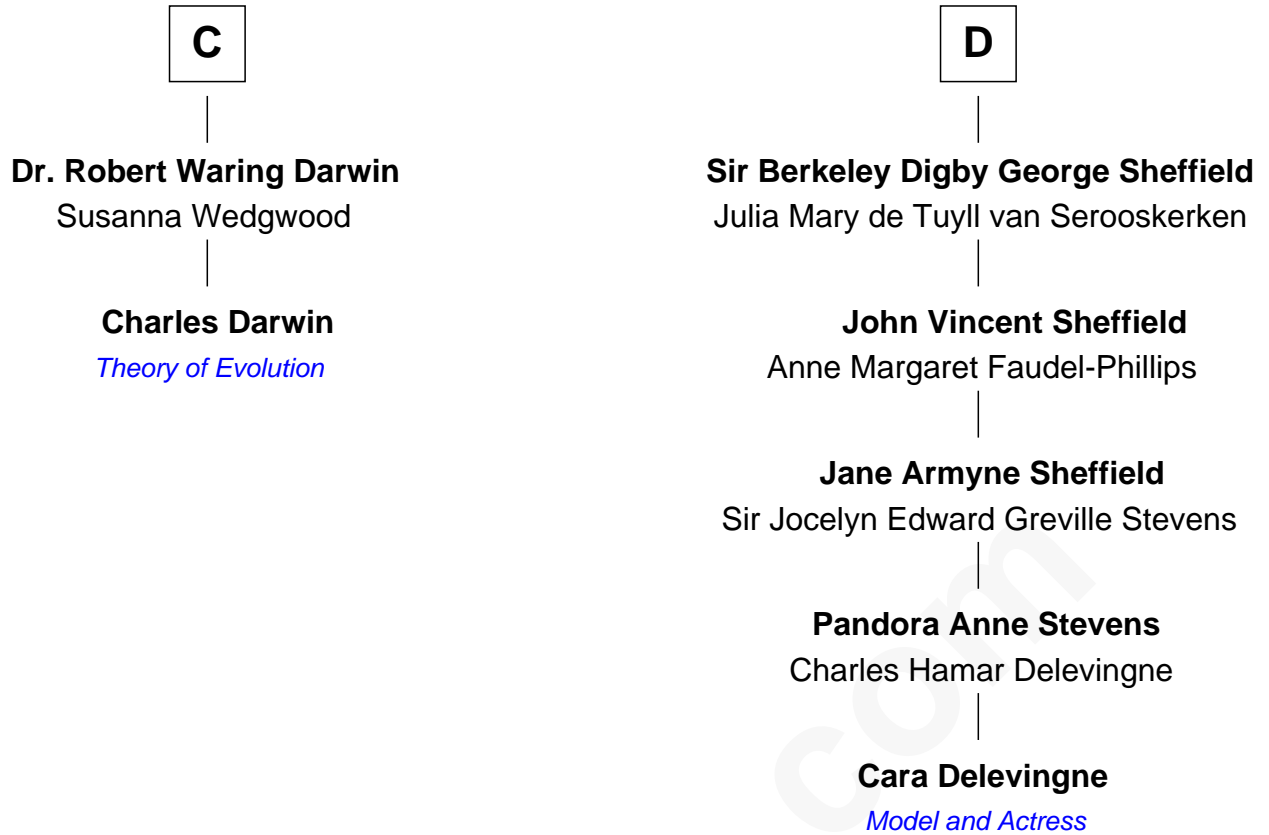 C
Dr. Robert Waring Darwin
Susanna Wedgwood
Charles Darwin
Theory of Evolution
D
Sir Berkeley Digby George Sheffield
Julia Mary de Tuyll van Serooskerken
John Vincent Sheffield
Anne Margaret Faudel-Phillips
Jane Armyne Sheffield
Sir Jocelyn Edward Greville Stevens
Pandora Anne Stevens
Charles Hamar Delevingne
Cara Delevingne
Model and Actress
com